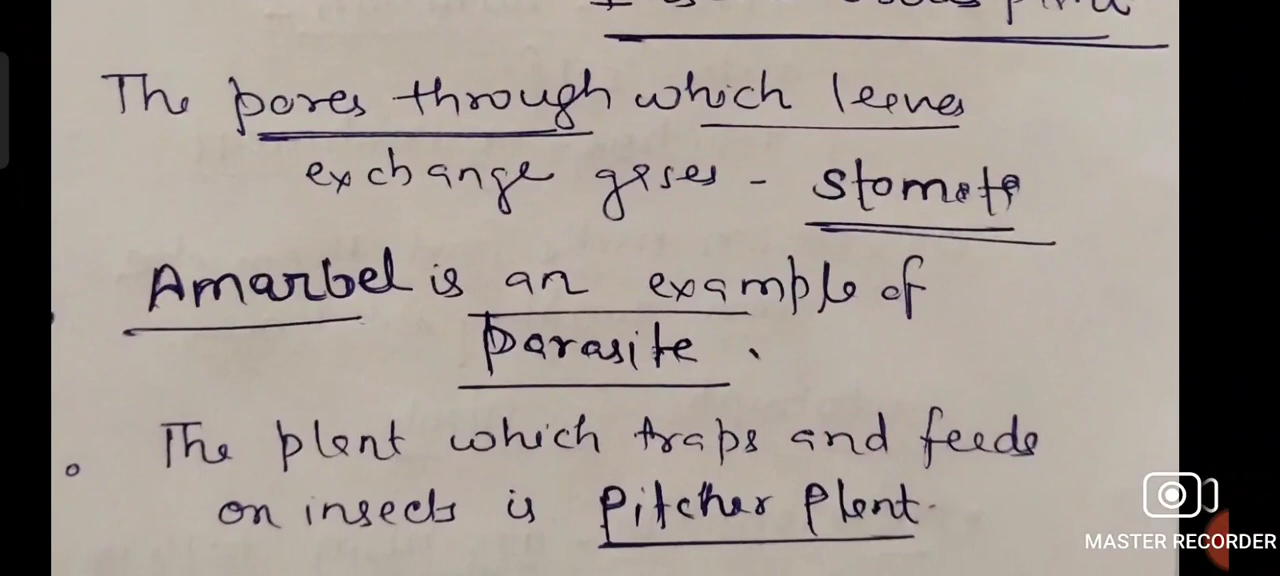 The pores through which leaves
exchange gases - stomata
Amarbel is an example of
parasite.
The plant which traps and feeds
on insects is pitcher plant.
MASTER RECORDER